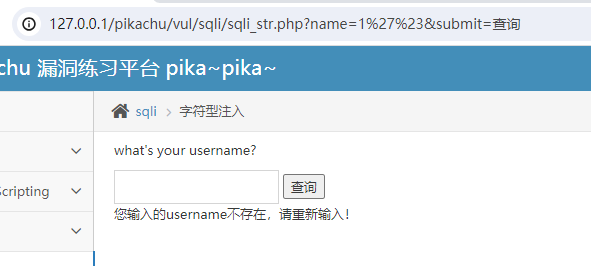 127.0.0.1/pikachu/vul/sqli/sqli_str.php?name=1%27%23&submit=查询
chu 漏洞练习平台 pika~pika~
sqli > 字符型注入
what's your username?
Scripting
查询
您输入的username不存在，请重新输入！